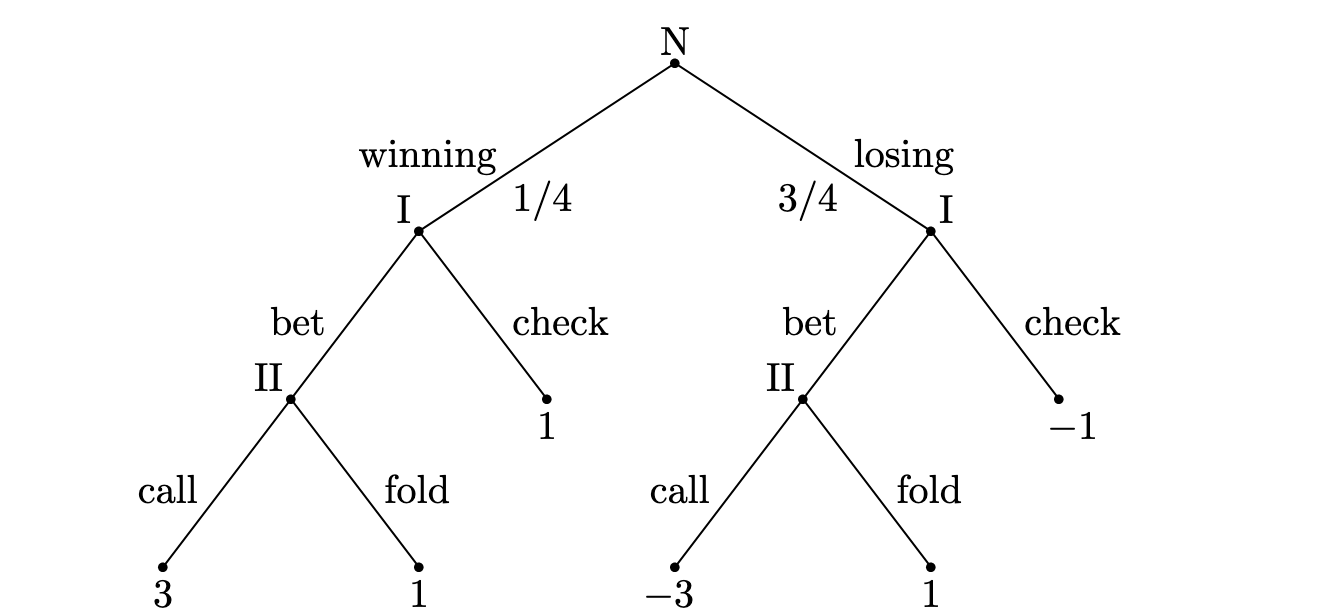 N
winning losing
1/4 3/4
I I
bet check bet check
II II
1 −1
call fold call fold
3 1 −3 1